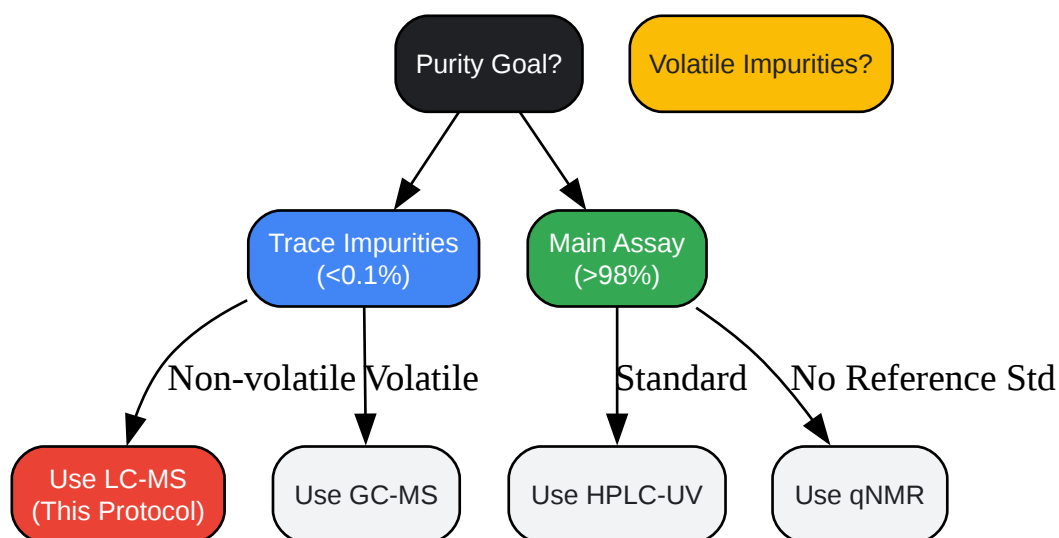 Purity Goal?
Volatile Impurities?
Trace Impurities
(<0.1%)
Main Assay
(>98%)
Non-volatile
Volatile
Standard
No Reference Std
Use LC-MS
(This Protocol)
Use GC-MS
Use HPLC-UV
Use qNMR